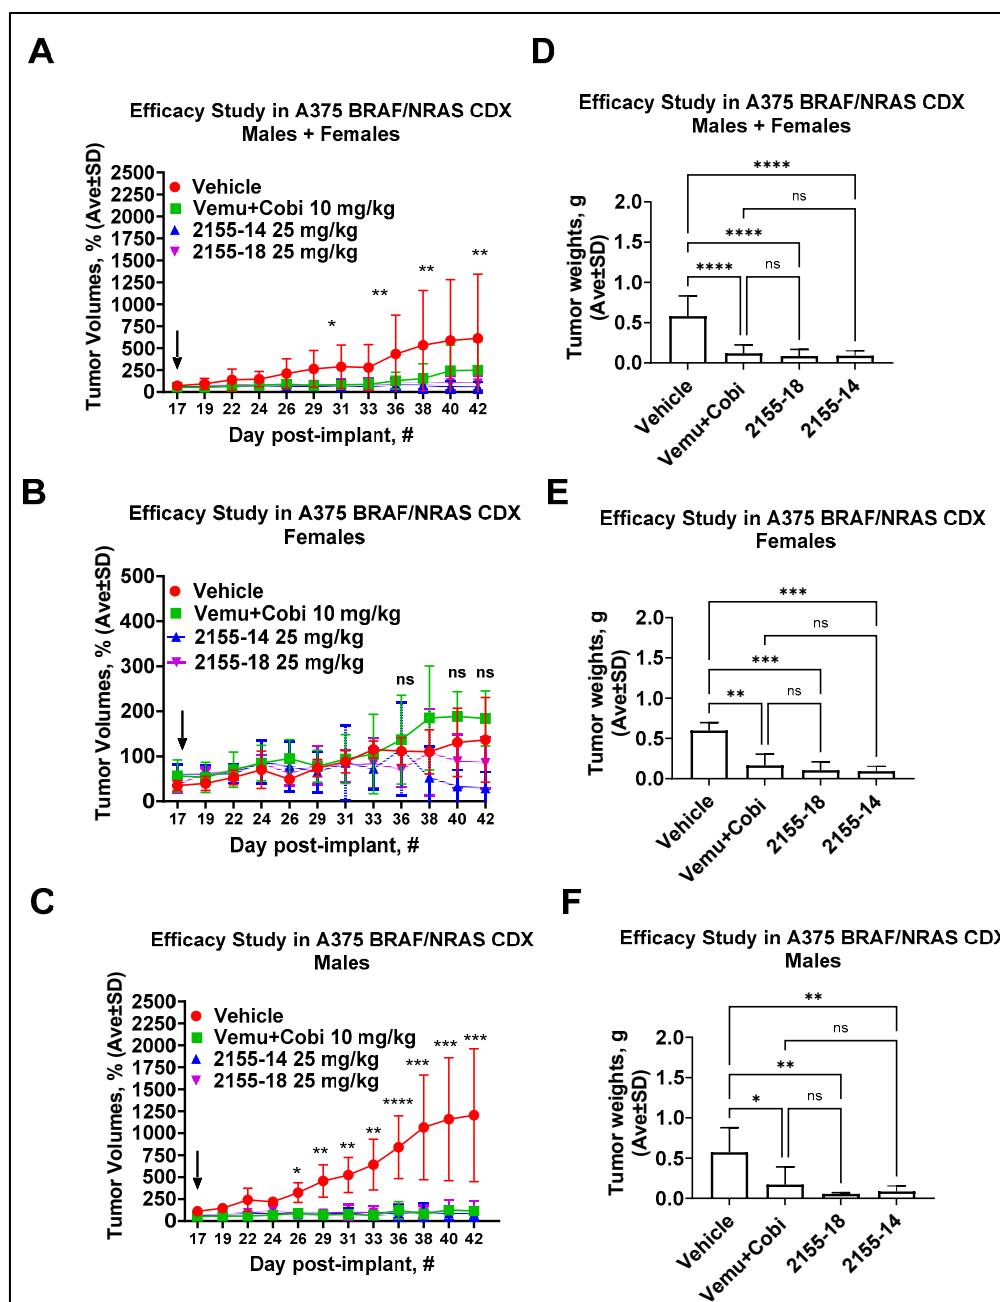 A
Efficacy Study in A375 BRAF/NRAS CDX
Males + Females
Tumor Volumes, % (Ave±SD)
2500
2250
2000
1750
1500
1250
1000
750
500
250
0
Vehicle
Vemu+Cobi 10 mg/kg
2155-14 25 mg/kg
2155-18 25 mg/kg
* ** ** **
17 19 22 24 26 29 31 33 36 38 40 42
Day post-implant, #
D
Efficacy Study in A375 BRAF/NRAS CDX
Males + Females
Tumor weights, g
(Ave±SD)
2.0
1.5
1.0
0.5
0.0
****
ns
****
**** ns
Vehicle
Vemu+Cobi
2155-18
2155-14
B
Efficacy Study in A375 BRAF/NRAS CDX
Females
Tumor Volumes, % (Ave±SD)
500
400
300
200
100
0
Vehicle
Vemu+Cobi 10 mg/kg
2155-14 25 mg/kg
2155-18 25 mg/kg
ns ns ns
17 19 22 24 26 29 31 33 36 38 40 42
Day post-implant, #
E
Efficacy Study in A375 BRAF/NRAS CDX
Females
Tumor weights, g
(Ave±SD)
2.0
1.5
1.0
0.5
0.0
***
ns
***
** ns
Vehicle
Vemu+Cobi
2155-18
2155-14
C
Efficacy Study in A375 BRAF/NRAS CDX
Males
Tumor Volumes, % (Ave±SD)
2500
2250
2000
1750
1500
1250
1000
750
500
250
0
Vehicle
Vemu+Cobi 10 mg/kg
2155-14 25 mg/kg
2155-18 25 mg/kg
* ** ** ** **** *** *** ***
17 19 22 24 26 29 31 33 36 38 40 42
Day post-implant, #
F
Efficacy Study in A375 BRAF/NRAS CDX
Males
Tumor weights, g
(Ave±SD)
2.0
1.5
1.0
0.5
0.0
**
ns
**
* ns
Vehicle
Vemu+Cobi
2155-18
2155-14